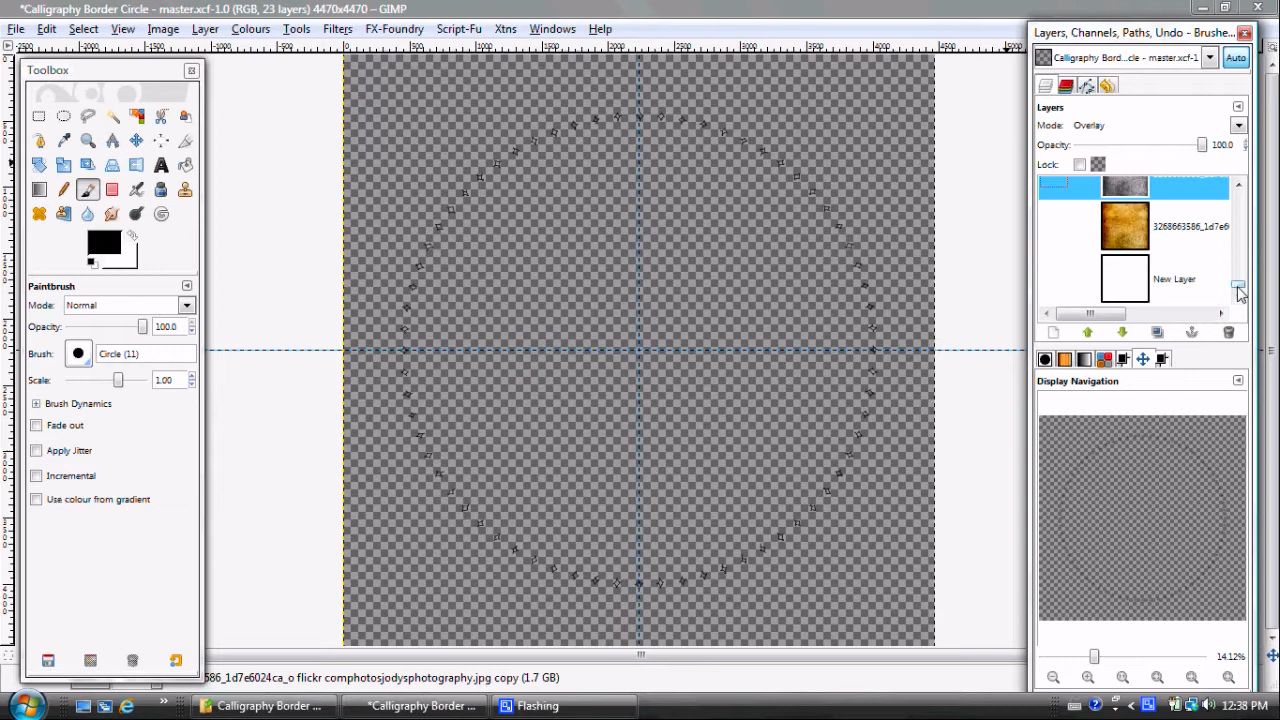 *Calligraphy Border Circle - master.xcf-1.0 (RGB, 23 layers) 4470x4470 – GIMP
File Edit Select View Image Layer Colours Tools Filters FX-Foundry Script-Fu Xtns Windows Help
Toolbox
Paintbrush
Mode: Normal
Opacity: 100.0
Brush: Circle (11)
Scale: 1.00
Brush Dynamics
Fade out
Apply Jitter
Incremental
Use colour from gradient
Layers, Channels, Paths, Undo - Brushe...
Calligraphy Bord...cle - master.xcf-1 Auto
Layers
Mode: Overlay
Opacity: 100.0
Lock:
3268663586_1d7e6
New Layer
Display Navigation
14.12%
586_1d7e6024ca_o flickr comphotosjodysphotography.jpg copy (1.7 GB)
Calligraphy Border ... *Calligraphy Border ... Flashing 12:38 PM